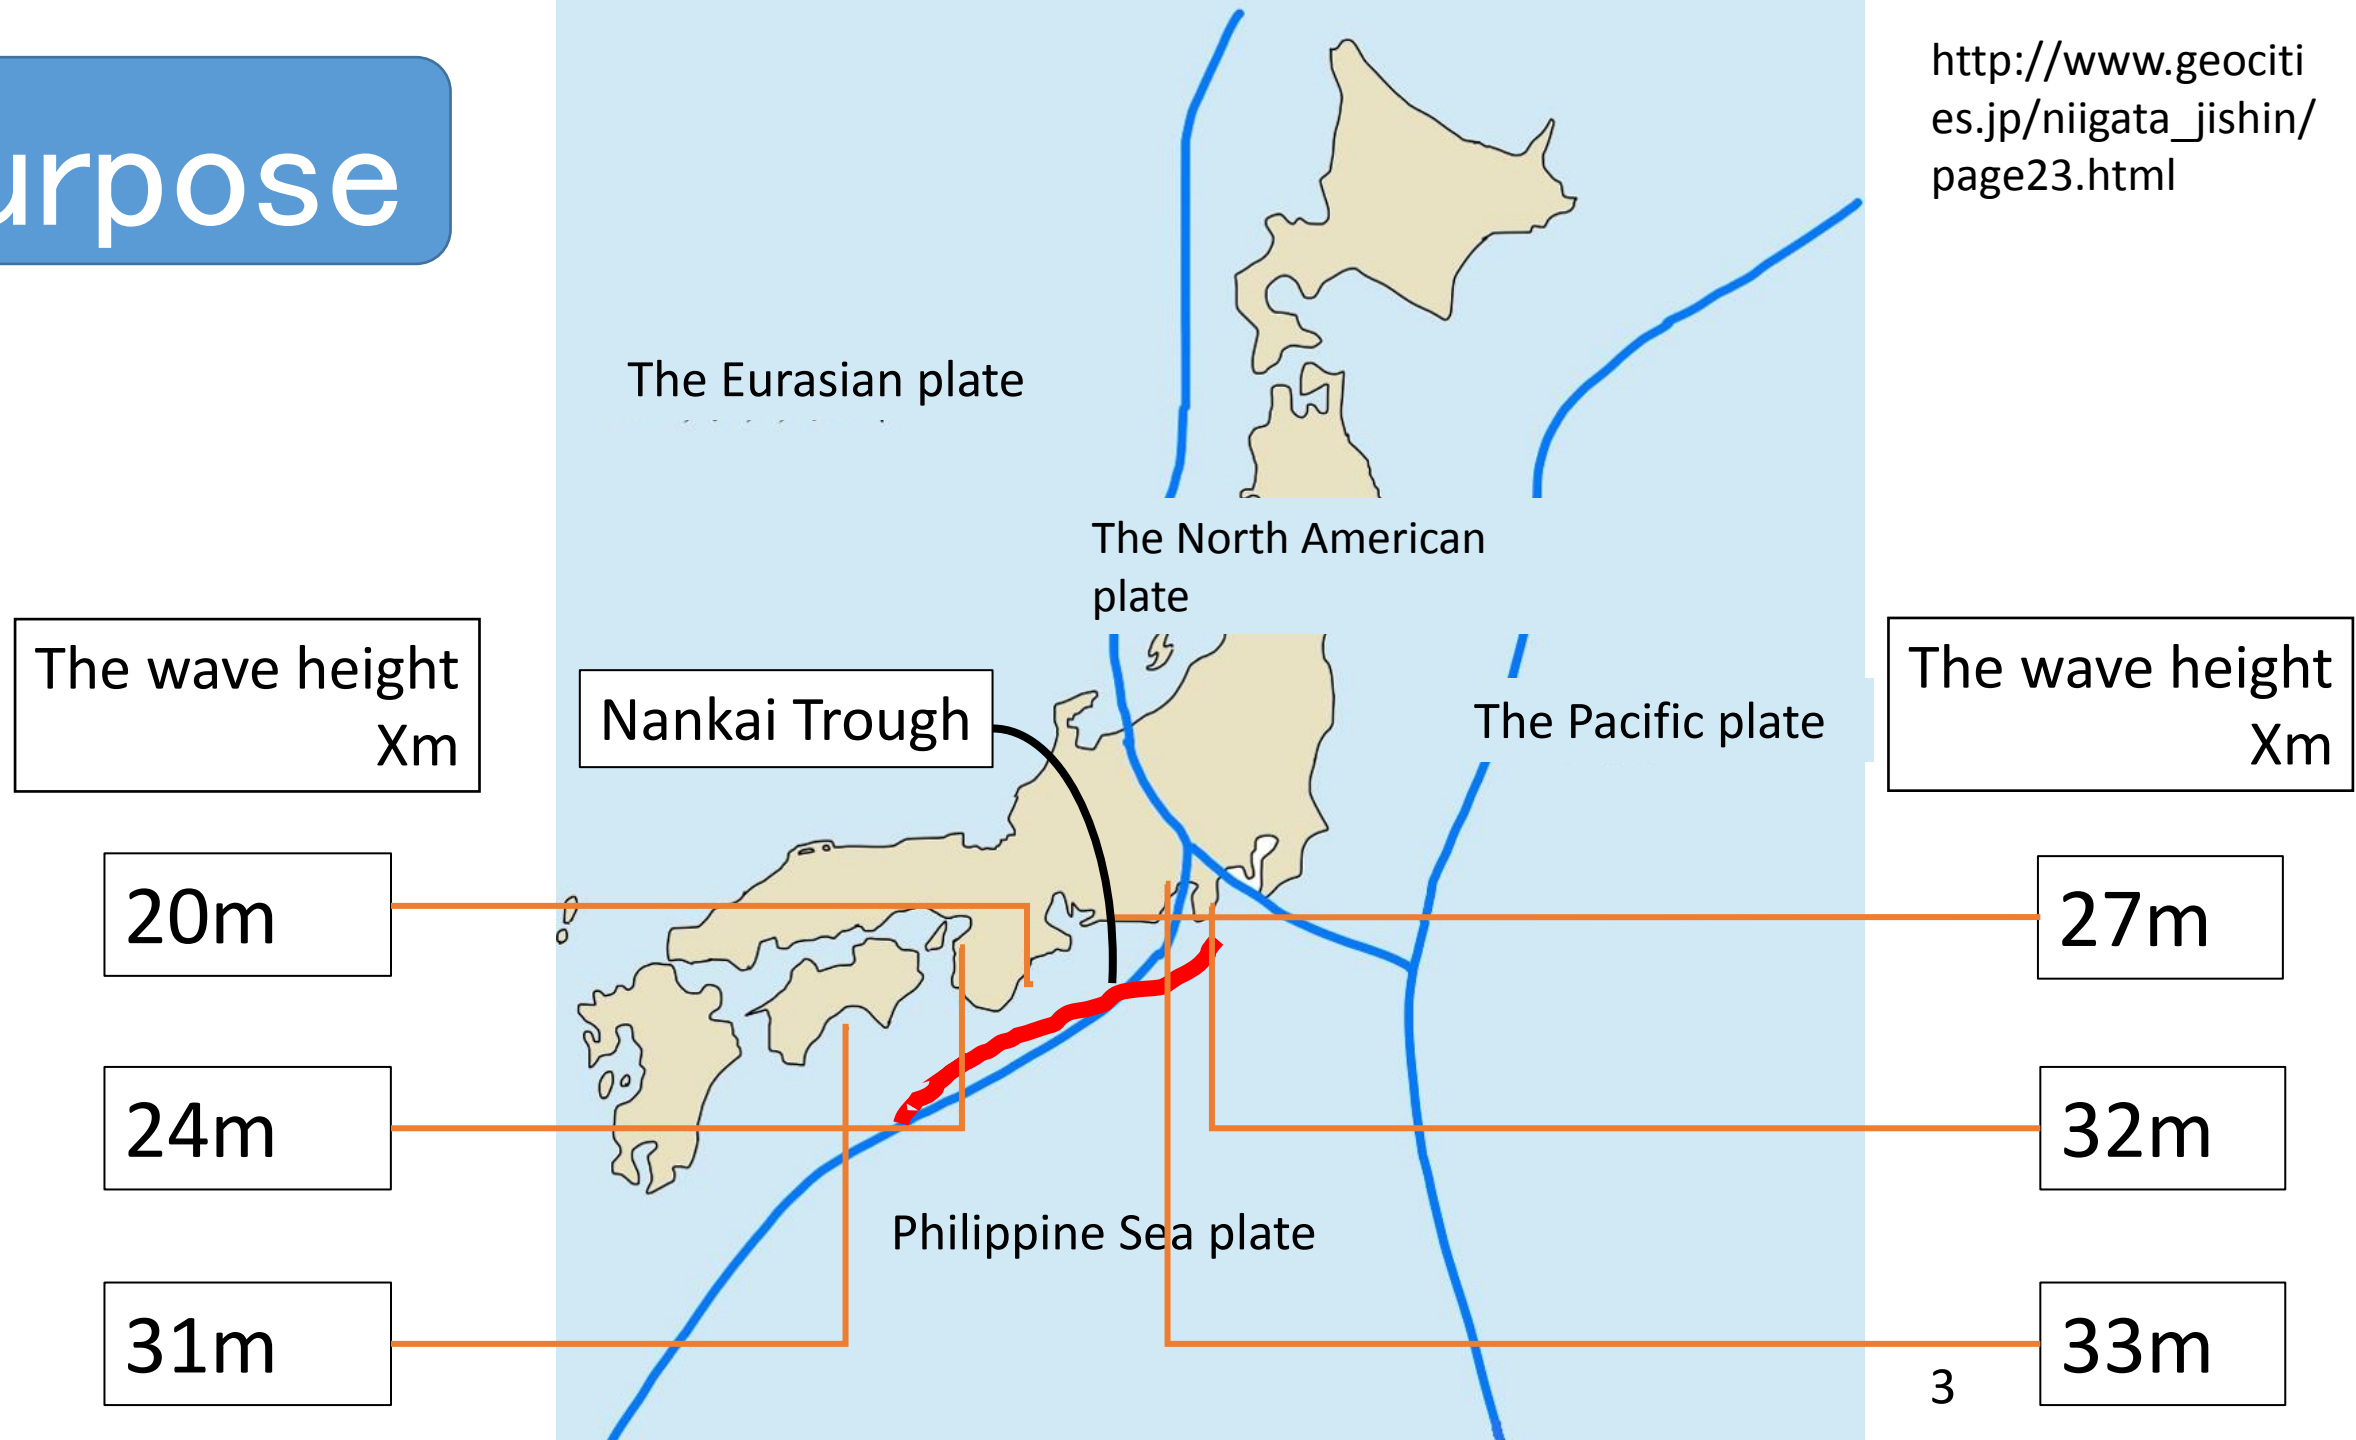 urpose
http://www.geociti
es.jp/niigata_jishin/
page23.html
The Eurasian plate
The North American
plate
The wave height
Xm
Nankai Trough
The Pacific plate
The wave height
Xm
20m
27m
24m
32m
Philippine Sea plate
31m
33m
3